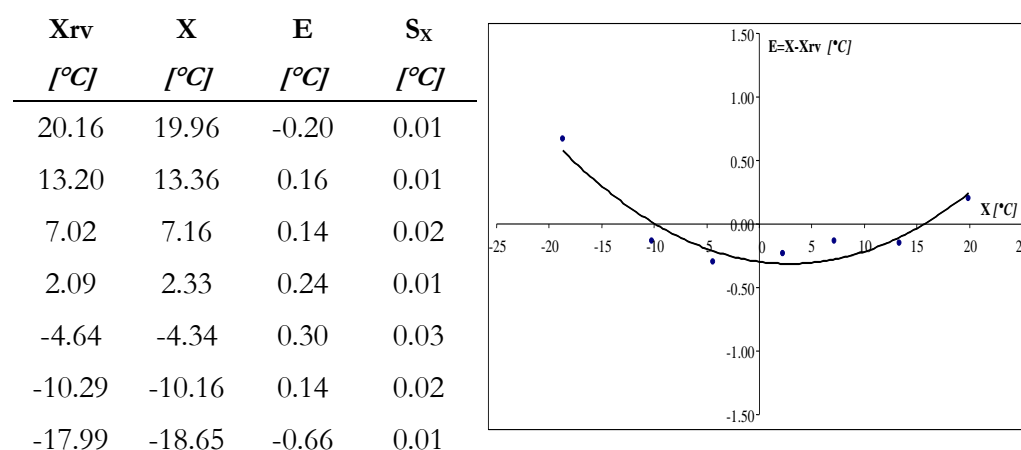 Xrv X E Sx
[°C] [°C] [°C] [°C]
20.16 19.96 -0.20 0.01
13.20 13.36 0.16 0.01
7.02 7.16 0.14 0.02
2.09 2.33 0.24 0.01
-4.64 -4.34 0.30 0.03
-10.29 -10.16 0.14 0.02
-17.99 -18.65 -0.66 0.01
E=X-Xrv [°C]
1.50
1.00
0.50
0.00
-0.50
-1.00
-1.50
X [°C]
-25 -20 -15 -10 -5 0 5 10 15 20 25